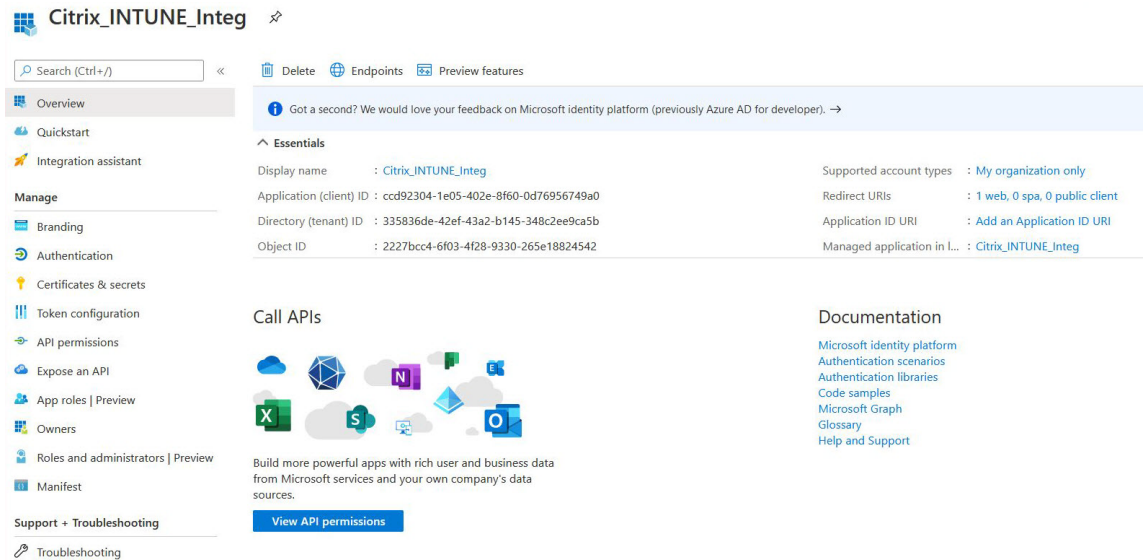 Citrix_INTUNE_Integ
Search (Ctrl+/)
«
Overview
Quickstart
Integration assistant
Manage
Branding
Authentication
Certificates & secrets
Token configuration
API permissions
Expose an API
App roles | Preview
Owners
Roles and administrators | Preview
Manifest
Support + Troubleshooting
Troubleshooting
Delete
Endpoints
Preview features
Got a second? We would love your feedback on Microsoft identity platform (previously Azure AD for developer). →
Essentials
Display name : Citrix_INTUNE_Integ
Application (client) ID : ccd92304-1e05-402e-8f60-0d76956749a0
Directory (tenant) ID : 335836de-42ef-43a2-b145-348c2ee9ca5b
Object ID : 2227bcc4-6f03-4f28-9330-265e18824542
Supported account types : My organization only
Redirect URIs : 1 web, 0 spa, 0 public client
Application ID URI : Add an Application ID URI
Managed application in l... : Citrix_INTUNE_Integ
Call APIs
N
E
X
S
O
Build more powerful apps with rich user and business data
from Microsoft services and your own company's data
sources.
View API permissions
Documentation
Microsoft identity platform
Authentication scenarios
Authentication libraries
Code samples
Microsoft Graph
Glossary
Help and Support